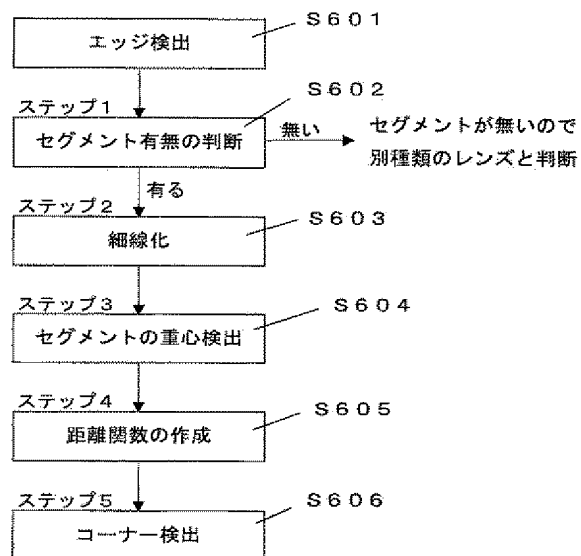 S601
エッジ検出
S602
ステップ1
セグメント有無の判断
無い
セグメントが無いので
別種類のレンズと判断
有る
ステップ2
S603
細線化
ステップ3
S604
セグメントの重心検出
ステップ4
S605
距離関数の作成
ステップ5
S606
コーナー検出